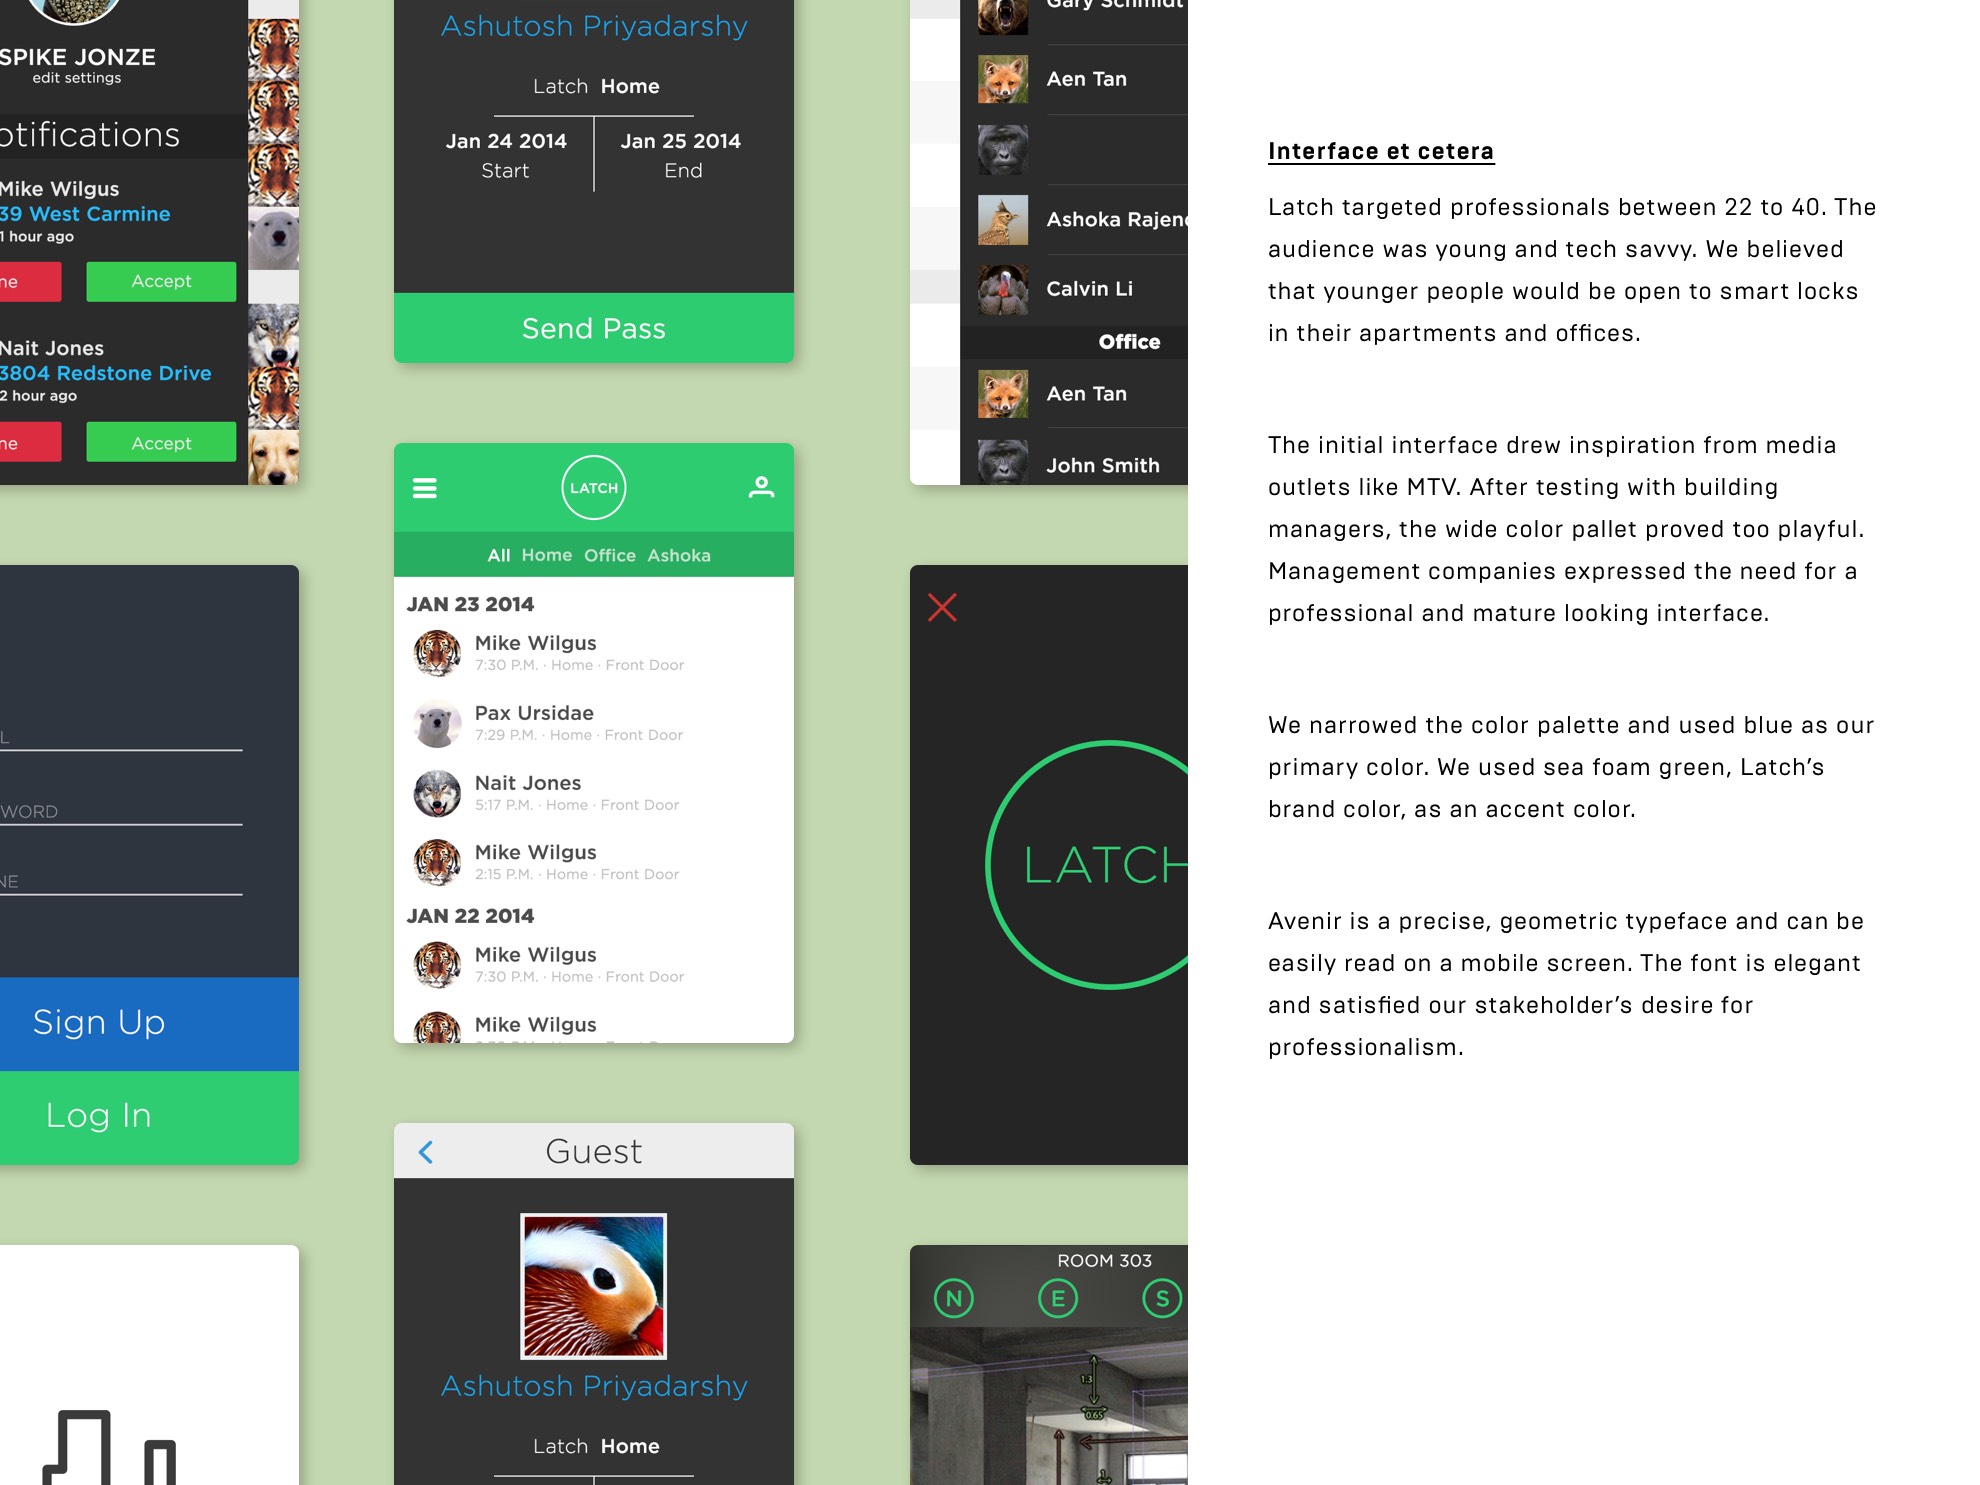 SPIKE JONZE
edit settings
otifications
Mike Wilgus
39 West Carmine
1 hour ago
ne
Accept
Nait Jones
3804 Redstone Drive
2 hour ago
ne
Accept
L
WORD
NE
Sign Up
Log In
Ashutosh Priyadarshy
Latch Home
Jan 24 2014
Start
Jan 25 2014
End
Send Pass
LATCH
All Home Office Ashoka
JAN 23 2014
Mike Wilgus
7:30 P.M. · Home · Front Door
Pax Ursidae
7:29 P.M. · Home · Front Door
Nait Jones
5:17 P.M. · Home · Front Door
Mike Wilgus
2:15 P.M. · Home · Front Door
JAN 22 2014
Mike Wilgus
7:30 P.M. · Home · Front Door
Mike Wilgus
Guest
Ashutosh Priyadarshy
Latch Home
Gary Schmidt
Aen Tan
Ashoka Rajend
Calvin Li
Office
Aen Tan
John Smith
LATCH
ROOM 303
N E S
1.3
0.65
Interface et cetera
Latch targeted professionals between 22 to 40. The
audience was young and tech savvy. We believed
that younger people would be open to smart locks
in their apartments and offices.
The initial interface drew inspiration from media
outlets like MTV. After testing with building
managers, the wide color pallet proved too playful.
Management companies expressed the need for a
professional and mature looking interface.
We narrowed the color palette and used blue as our
primary color. We used sea foam green, Latch’s
brand color, as an accent color.
Avenir is a precise, geometric typeface and can be
easily read on a mobile screen. The font is elegant
and satisfied our stakeholder’s desire for
professionalism.